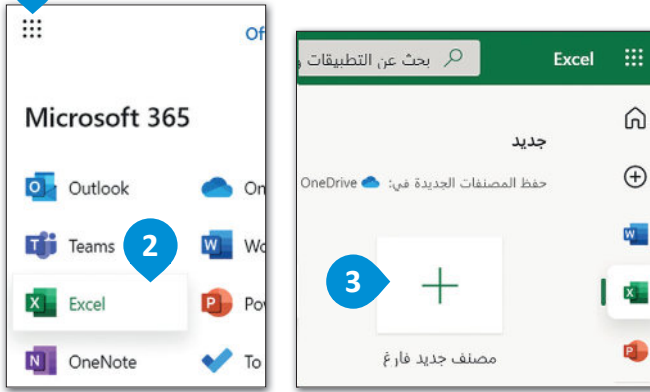 Of
Microsoft 365
Outlook
On
Teams
2
Wo
Excel
Po
OneNote
To
Excel
بحث عن التطبيقات و
جديد
حفظ المصنفات الجديدة في: OneDrive
3
مصنف جديد فارغ